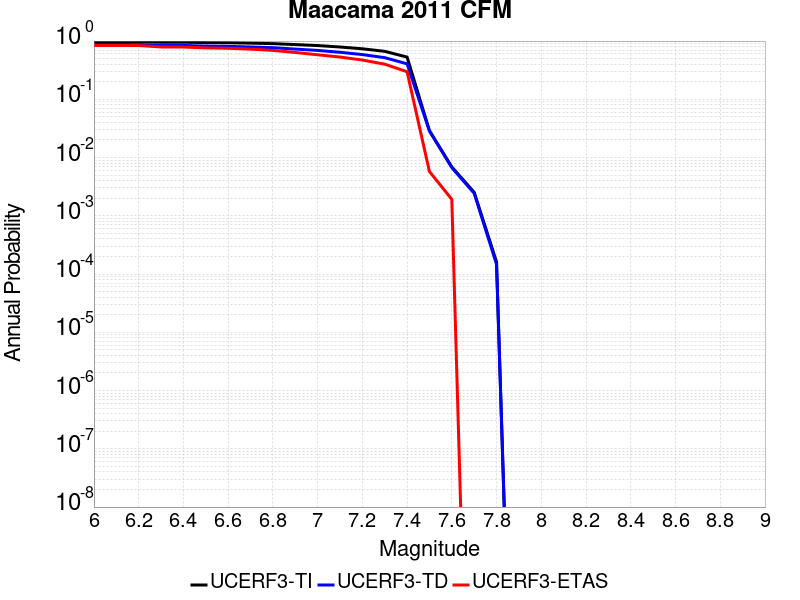 Maacama 2011 CFM
Annual Probability
10^0
10^-1
10^-2
10^-3
10^-4
10^-5
10^-6
10^-7
10^-8
6 6.2 6.4 6.6 6.8 7 7.2 7.4 7.6 7.8 8 8.2 8.4 8.6 8.8 9
Magnitude
UCERF3-TI UCERF3-TD UCERF3-ETAS